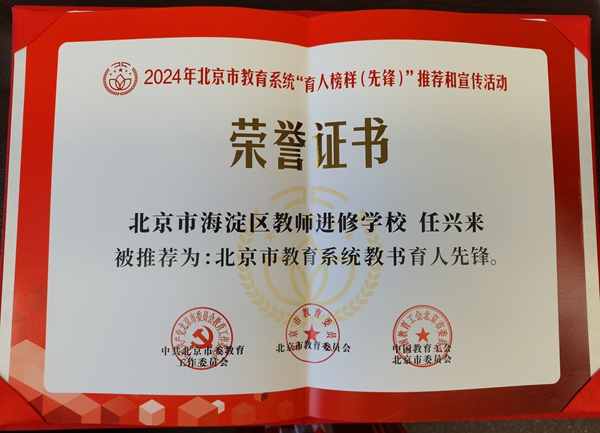 2024年北京市教育系统“育人榜样(先锋)”推荐和宣传活动
荣誉证书
北京市海淀区教师进修学校 任兴来
被推荐为:北京市教育系统教书育人先锋。
中共北京市委教育
工作委员会
北京市教育委员会
中国教育工会
北京市委员会